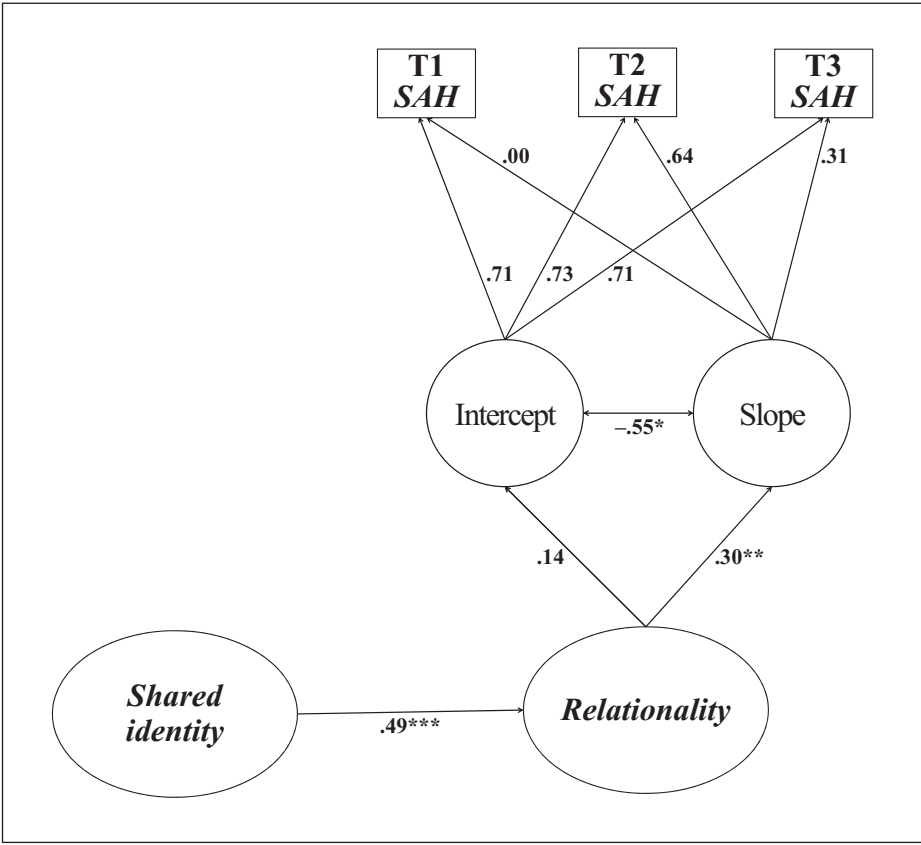 T1
SAH
T2
SAH
T3
SAH
.00
.64
.31
.71
.73
.71
Intercept
Slope
–.55*
.14
.30**
Shared
identity
Relationality
.49***